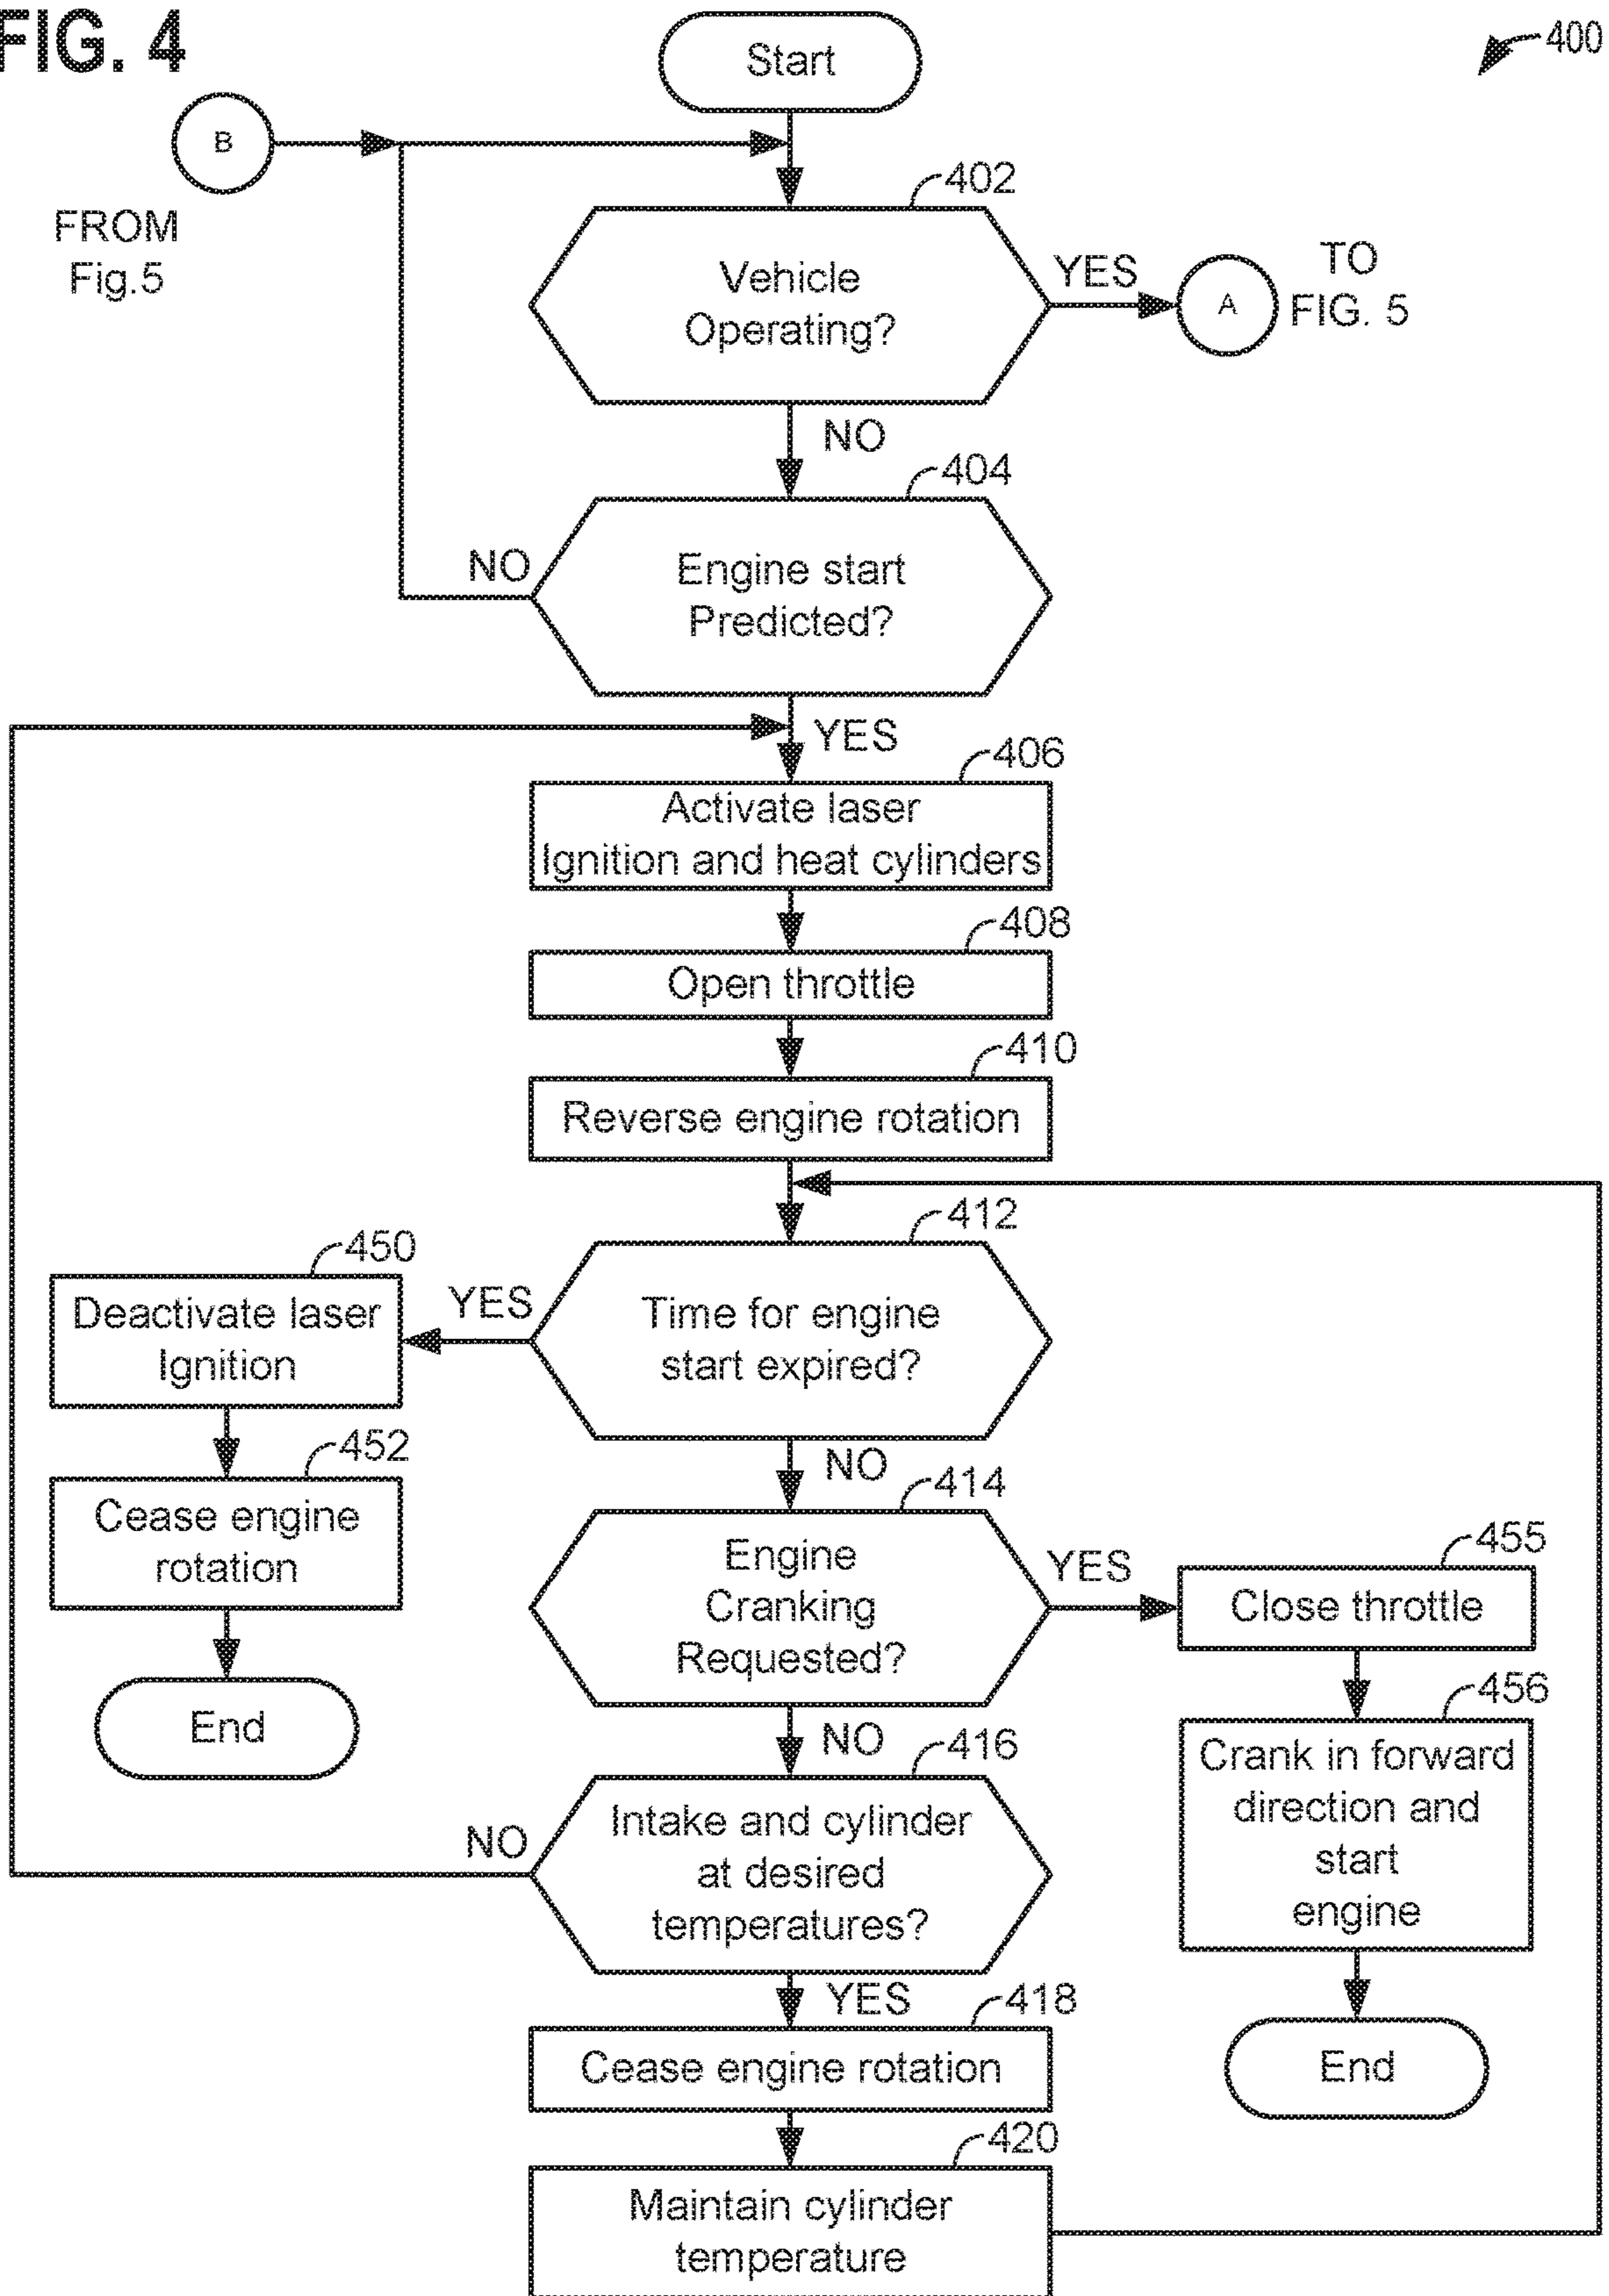 FIG. 4
400
Start
B
FROM
Fig.5
402
Vehicle
Operating?
YES
A
TO
FIG. 5
NO
404
Engine start
Predicted?
NO
YES
406
Activate laser
Ignition and heat cylinders
408
Open throttle
410
Reverse engine rotation
412
Time for engine
start expired?
YES
450
Deactivate laser
Ignition
452
Cease engine
rotation
End
NO
414
Engine
Cranking
Requested?
YES
455
Close throttle
456
Crank in forward
direction and
start
engine
End
NO
416
Intake and cylinder
at desired
temperatures?
NO
YES
418
Cease engine rotation
420
Maintain cylinder
temperature